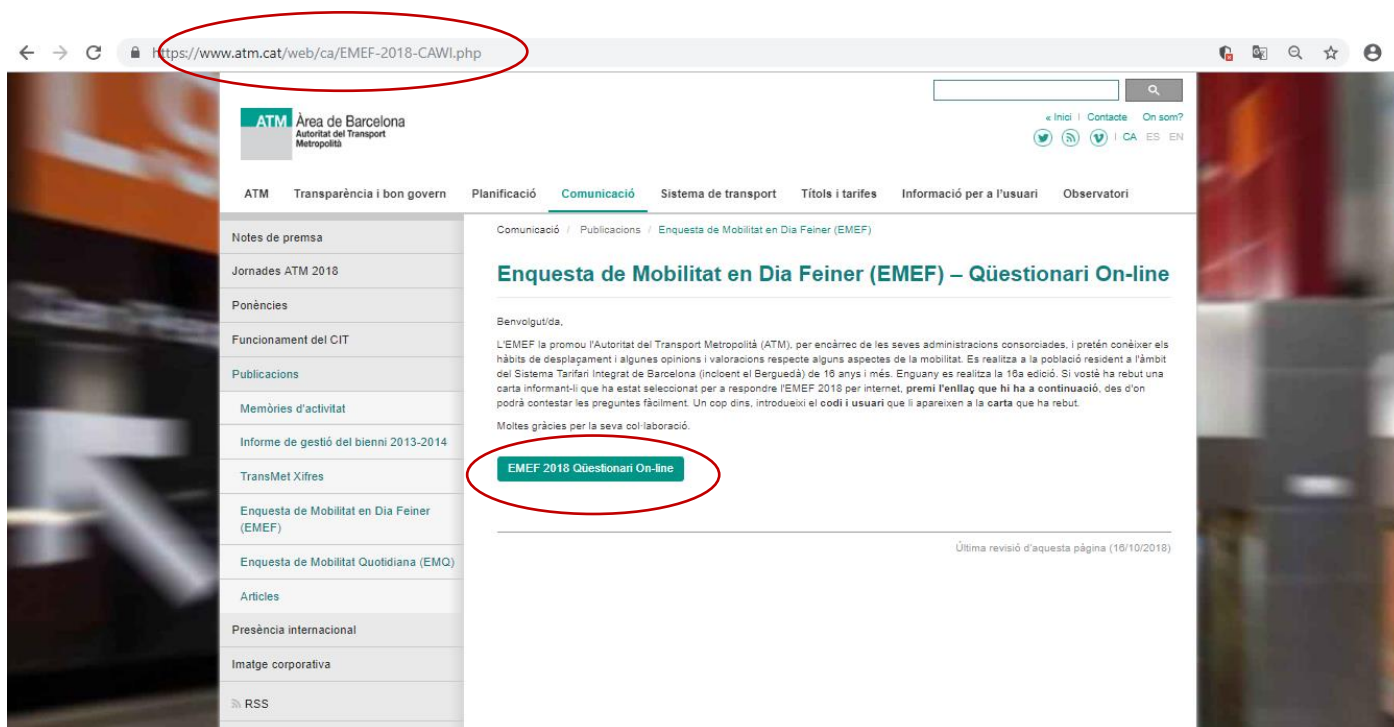 https://www.atm.cat/web/ca/EMEF-2018-CAWI.php
« Inici | Contacte On som?
| CA ES EN
ATM Àrea de Barcelona
Autoritat del Transport
Metropolità
ATM Transparència i bon govern Planificació Comunicació Sistema de transport Títols i tarifes Informació per a l'usuari Observatori
Notes de premsa
Jornades ATM 2018
Ponències
Funcionament del CIT
Publicacions
Memòries d'activitat
Informe de gestió del bienni 2013-2014
TransMet Xifres
Enquesta de Mobilitat en Dia Feiner
(EMEF)
Enquesta de Mobilitat Quotidiana (EMQ)
Articles
Presència internacional
Imatge corporativa
RSS
Comunicació / Publicacions / Enquesta de Mobilitat en Dia Feiner (EMEF)
Enquesta de Mobilitat en Dia Feiner (EMEF) – Qüestionari On-line
Benvolgut/da,
L'EMEF la promou l'Autoritat del Transport Metropolità (ATM), per encàrrec de les seves administracions consorciades, i pretén conèixer els
hàbits de desplaçament i algunes opinions i valoracions respecte alguns aspectes de la mobilitat. Es realitza a la població resident a l'àmbit
del Sistema Tarifari Integrat de Barcelona (incloent el Berguedà) de 16 anys i més. Enguany es realitza la 16a edició. Si vostè ha rebut una
carta informant-li que ha estat seleccionat per a respondre l'EMEF 2018 per internet, premi l'enllaç que hi ha a continuació, des d'on
podrà contestar les preguntes fàcilment. Un cop dins, introdueixi el codi i usuari que li apareixen a la carta que ha rebut.
Moltes gràcies per la seva col·laboració.
EMEF 2018 Qüestionari On-line
Última revisió d'aquesta pàgina (16/10/2018)